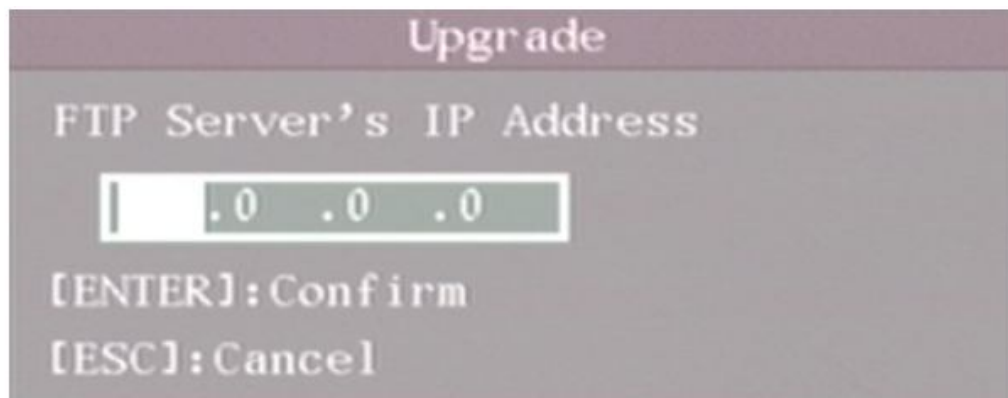 Upgrade
FTP Server's IP Address
.0 .0 .0
[ENTER]:Confirm
[ESC]:Cancel